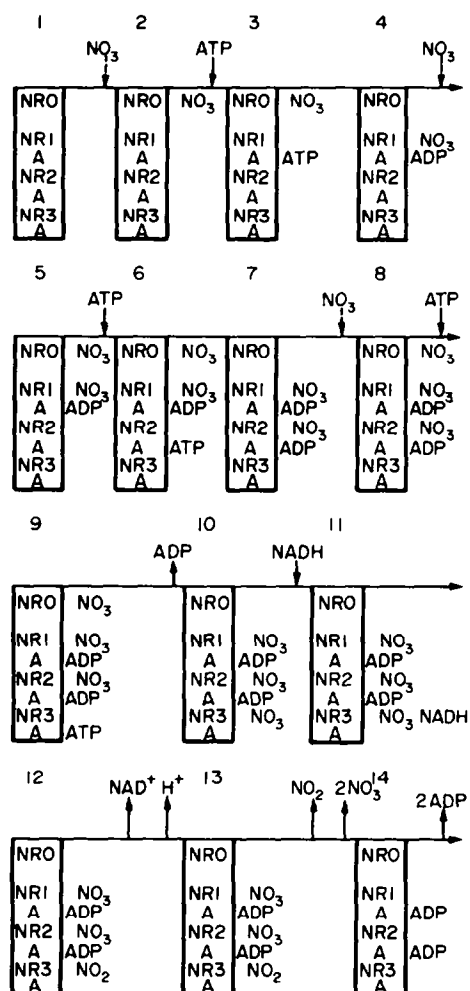 1 2 3 4
NO3 ATP NO3
NRO NRO NO3 NRO NO3 NRO
NR1 NR1 NR1 NR1 NO3
A A A ATP A ADP
NR2 NR2 NR2 NR2
A A A A
NR3 NR3 NR3 NR3
A A A A
5 6 7 8
ATP NO3 ATP
NRO NO3 NRO NO3 NRO NRO NO3
NR1 NO3 NR1 NO3 NR1 NO3 NR1 NO3
A ADP A ADP A ADP A ADP
NR2 NR2 NR2 NO3 NR2 NO3
A A ATP A ADP A ADP
NR3 NR3 NR3 NR3
A A A A
9 10 11
ADP NADH
NRO NO3 NRO NRO
NR1 NO3 NR1 NO3 NR1 NO3
A ADP A ADP A ADP
NR2 NO3 NR2 NO3 NR2 NO3
A ADP A ADP A ADP
NR3 NR3 NO3 NR3 NO3 NADH
A ATP A A
12 13 14
NAD+ H+ NO2 2NO3 2ADP
NRO NRO NRO
NR1 NO3 NR1 NO3 NR1
A ADP A ADP A ADP
NR2 NO3 NR2 NO3 NR2
A ADP A ADP A ADP
NR3 NO2 NR3 NO2 NR3